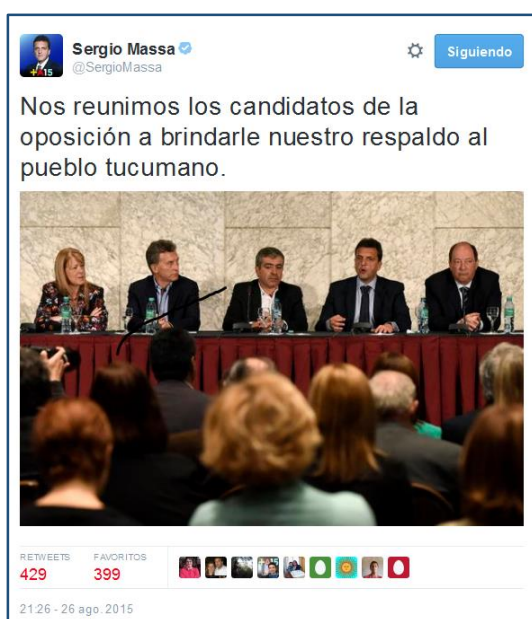 Sergio Massa
@SergioMassa
Siguiendo
Nos reunimos los candidatos de la
oposición a brindarle nuestro respaldo al
pueblo tucumano.
RETWEETS FAVORITOS
429 399
21:26 - 26 ago. 2015